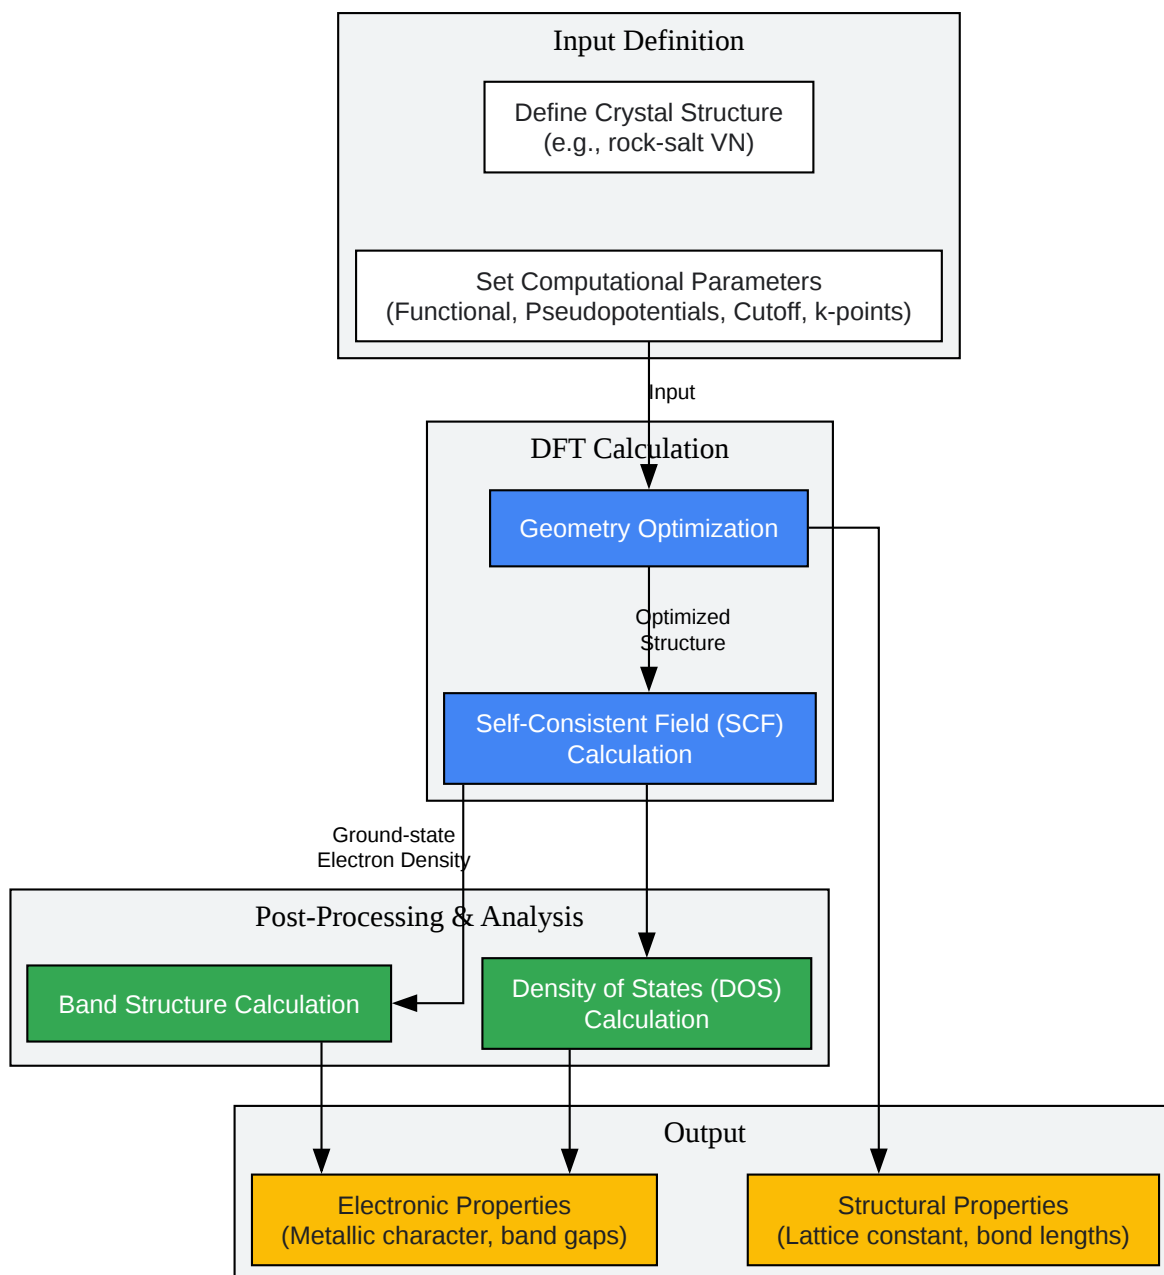 Input Definition
Define Crystal Structure
(e.g., rock-salt VN)
Set Computational Parameters
(Functional, Pseudopotentials, Cutoff, k-points)
Input
DFT Calculation
Geometry Optimization
Optimized
Structure
Self-Consistent Field (SCF)
Calculation
Ground-state
Electron Density
Post-Processing & Analysis
Band Structure Calculation
Density of States (DOS)
Calculation
Output
Electronic Properties
(Metallic character, band gaps)
Structural Properties
(Lattice constant, bond lengths)